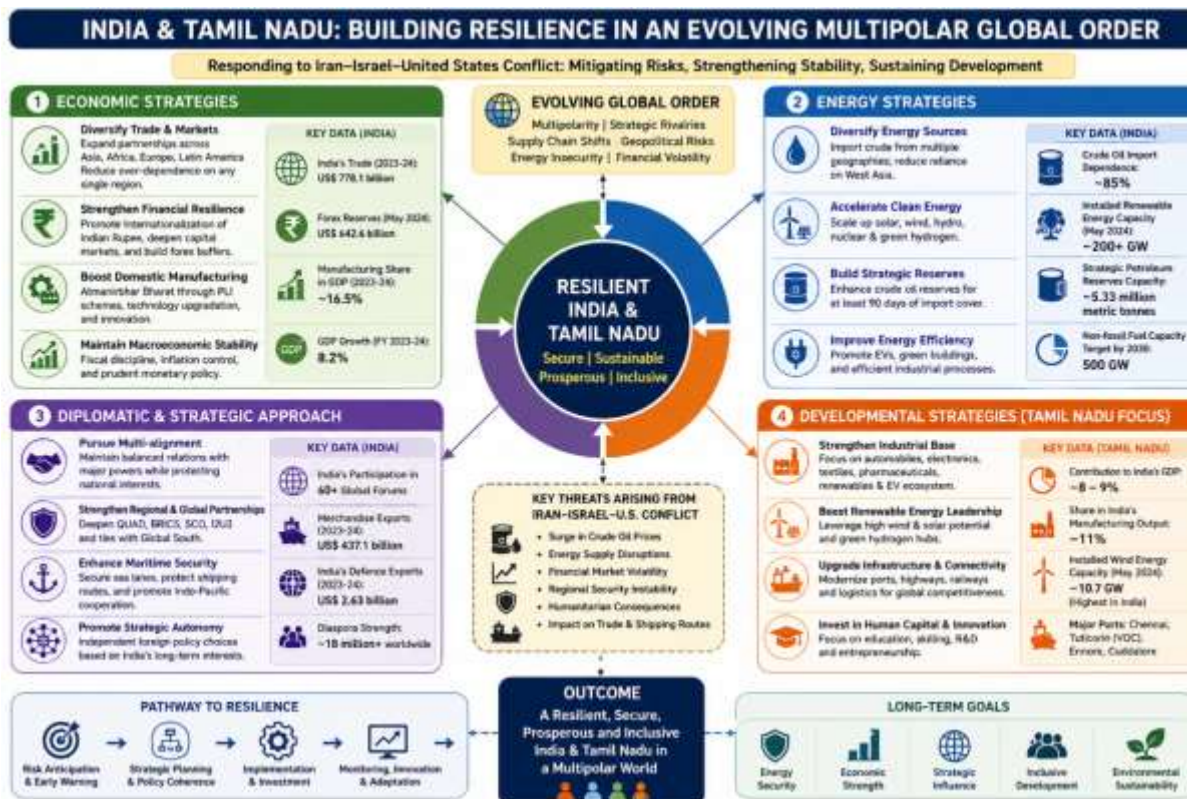 INDIA & TAMIL NADU: BUILDING RESILIENCE IN AN EVOLVING MULTIPOLAR GLOBAL ORDER
Responding to Iran–Israel–United States Conflict: Mitigating Risks, Strengthening Stability, Sustaining Development
1 ECONOMIC STRATEGIES
Diversify Trade & Markets
Expand partnerships across
Asia, Africa, Europe, Latin America
Reduce over-dependence on any
single region.
Strengthen Financial Resilience
Promote Internationalization of
Indian Rupee, deepen capital
markets, and build forex buffers.
Boost Domestic Manufacturing
Atmanirbhar Bharat through PLI
schemes, technology upgradation,
and innovation.
Maintain Macroeconomic Stability
Fiscal discipline, inflation control,
and prudent monetary policy.
KEY DATA (INDIA)
India's Trade (2023-24):
US$ 778.1 billion
Forex Reserves (May 2024):
US$ 642.6 billion
Manufacturing Share
in GDP (2023-24):
~16.5%
GDP
GDP Growth (FY 2023-24):
8.2%
EVOLVING GLOBAL ORDER
Multipolarity | Strategic Rivalries
Supply Chain Shifts Geopolitical Risks
Energy Insecurity | Financial Volatility
RESILIENT
INDIA &
TAMIL NADU
Secure | Sustainable
Prosperous | Inclusive
2 ENERGY STRATEGIES
Diversify Energy Sources
Import crude from multiple
geographies; reduce reliance
on West Asia.
Accelerate Clean Energy
Scale up solar, wind, hydro,
nuclear & green hydrogen.
Build Strategic Reserves
Enhance crude oil reserves for
at least 90 days of import cover.
Improve Energy Efficiency
Promote EVs, green buildings,
and efficient industrial processes.
KEY DATA (INDIA)
Crude Oil Import
Dependence:
~85%
Installed Renewable
Energy Capacity
(May 2024):
~200+ GW
Strategic Petroleum
Reserves Capacity:
~5.33 million
metric tonnes
Non-fossil Fuel Capacity
Target by 2030:
500 GW
3 DIPLOMATIC & STRATEGIC APPROACH
Pursue Multi-alignment
Maintain balanced relations with
major powers while protecting
national interests.
Strengthen Regional & Global Partnerships
Deepen QUAD, BRICS, SCO, I2U2
and ties with Global South.
Enhance Maritime Security
Secure sea lanes, protect shipping
routes, and promote Indo-Pacific
cooperation.
Promote Strategic Autonomy
Independent foreign policy choices
based on India's long-term interests.
KEY DATA (INDIA)
India's Participation in
60+ Global Forums
Merchandise Exports
(2023-24):
US$ 437.1 billion
India's Defence Exports
(2023-24):
US$ 2.63 billion
Diaspora Strength:
~18 million+ worldwide
KEY THREATS ARISING FROM
IRAN–ISRAEL–U.S. CONFLICT
• Surge in Crude Oil Prices
• Energy Supply Disruptions
• Financial Market Volatility
• Regional Security Instability
• Humanitarian Consequences
• Impact on Trade & Shipping Routes
4 DEVELOPMENTAL STRATEGIES (TAMIL NADU FOCUS)
Strengthen Industrial Base
Focus on automobiles, electronics,
textiles, pharmaceuticals,
renewables & EV ecosystem.
Boost Renewable Energy Leadership
Leverage high wind & solar potential
and green hydrogen hubs.
Upgrade Infrastructure & Connectivity
Modernize ports, highways, railways
and logistics for global competitiveness.
Invest in Human Capital & Innovation
Focus on education, skilling, R&D
and entrepreneurship.
KEY DATA (TAMIL NADU)
Contribution to India's GDP:
~8 – 9%
Share in India's
Manufacturing Output:
~11%
Installed Wind Energy
Capacity (May 2024):
~10.7 GW
(Highest in India)
Major Ports: Chennai,
Tuticorin (VOC),
Ennore, Cuddalore
PATHWAY TO RESILIENCE
Risk Anticipation
& Early Warning
Strategic Planning
& Policy Coherence
Implementation
& Investment
Monitoring, Innovation
& Adaptation
OUTCOME
A Resilient, Secure,
Prosperous and Inclusive
India & Tamil Nadu in
a Multipolar World
LONG-TERM GOALS
Energy
Security
Economic
Strength
Strategic
Influence
Inclusive
Development
Environmental
Sustainability